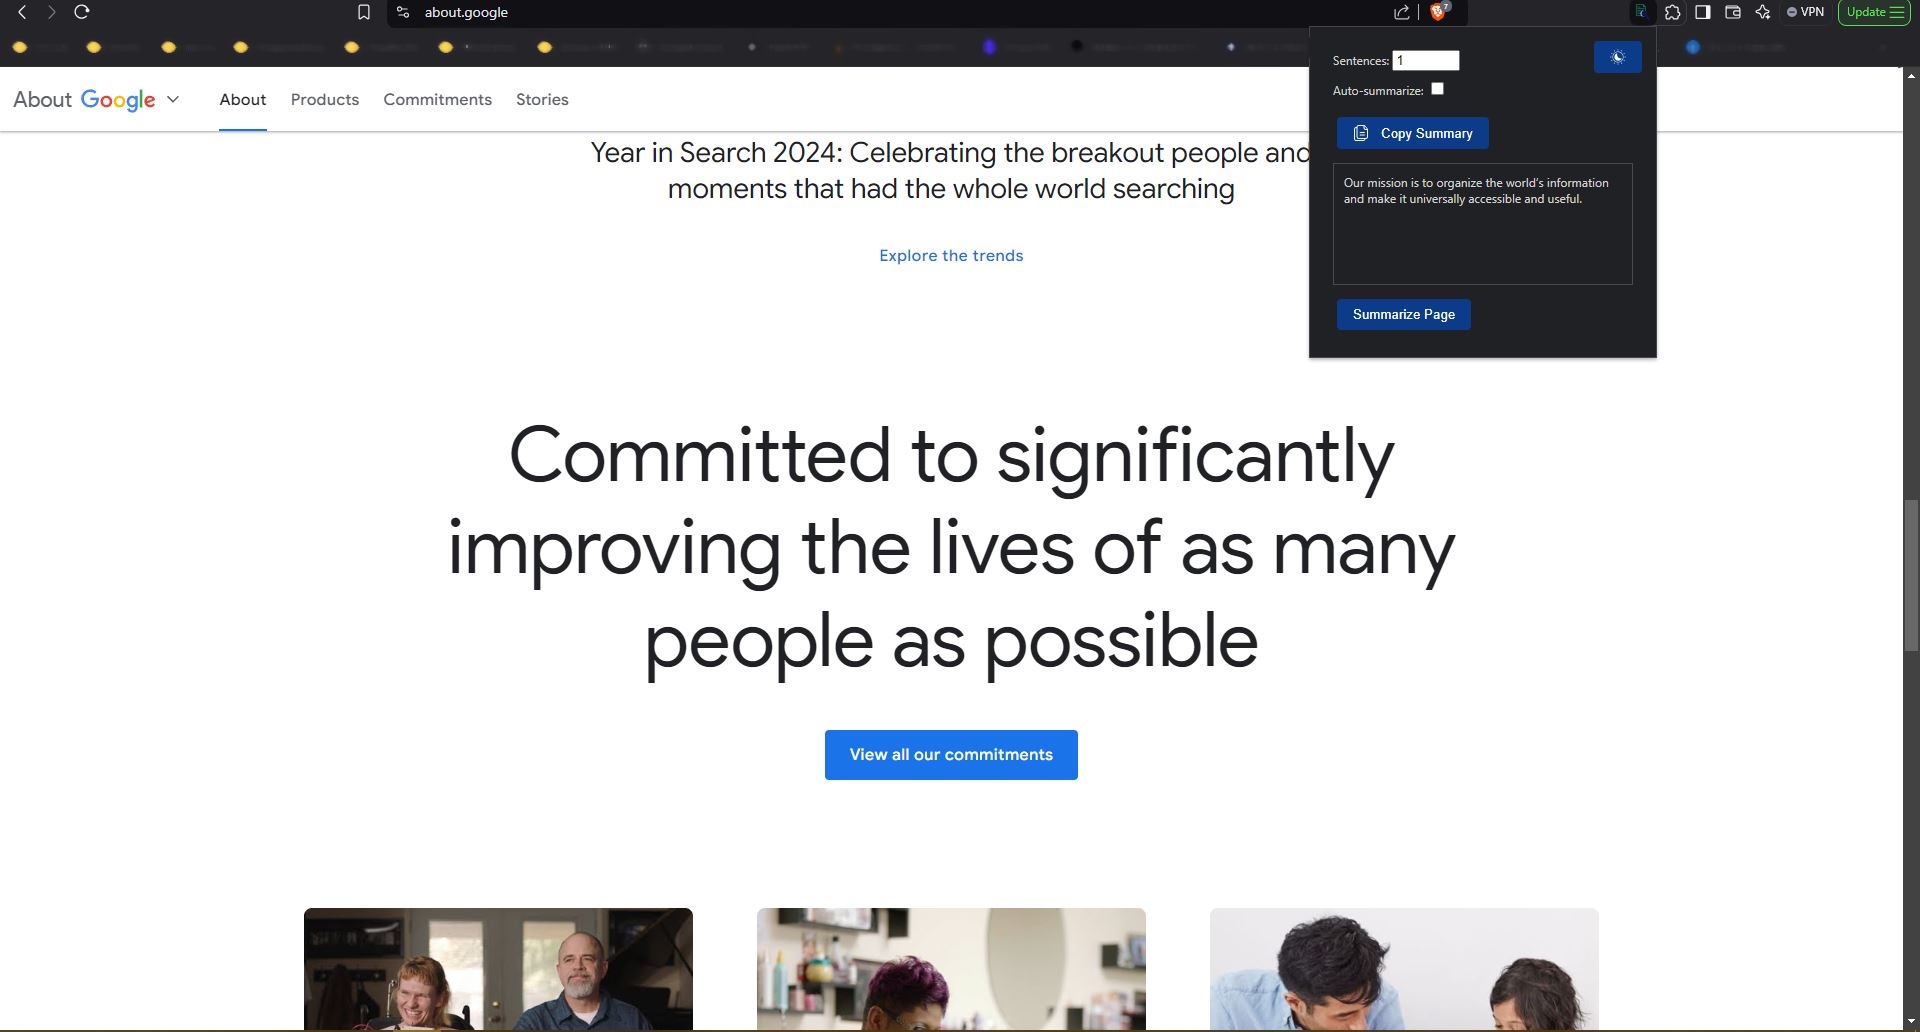 about.google
7
VPN
Update
About Google
About
Products
Commitments
Stories
Sentences: 1
Auto-summarize:
Copy Summary
Our mission is to organize the world's information
and make it universally accessible and useful.
Summarize Page
Year in Search 2024: Celebrating the breakout people and
moments that had the whole world searching
Explore the trends
Committed to significantly
improving the lives of as many
people as possible
View all our commitments